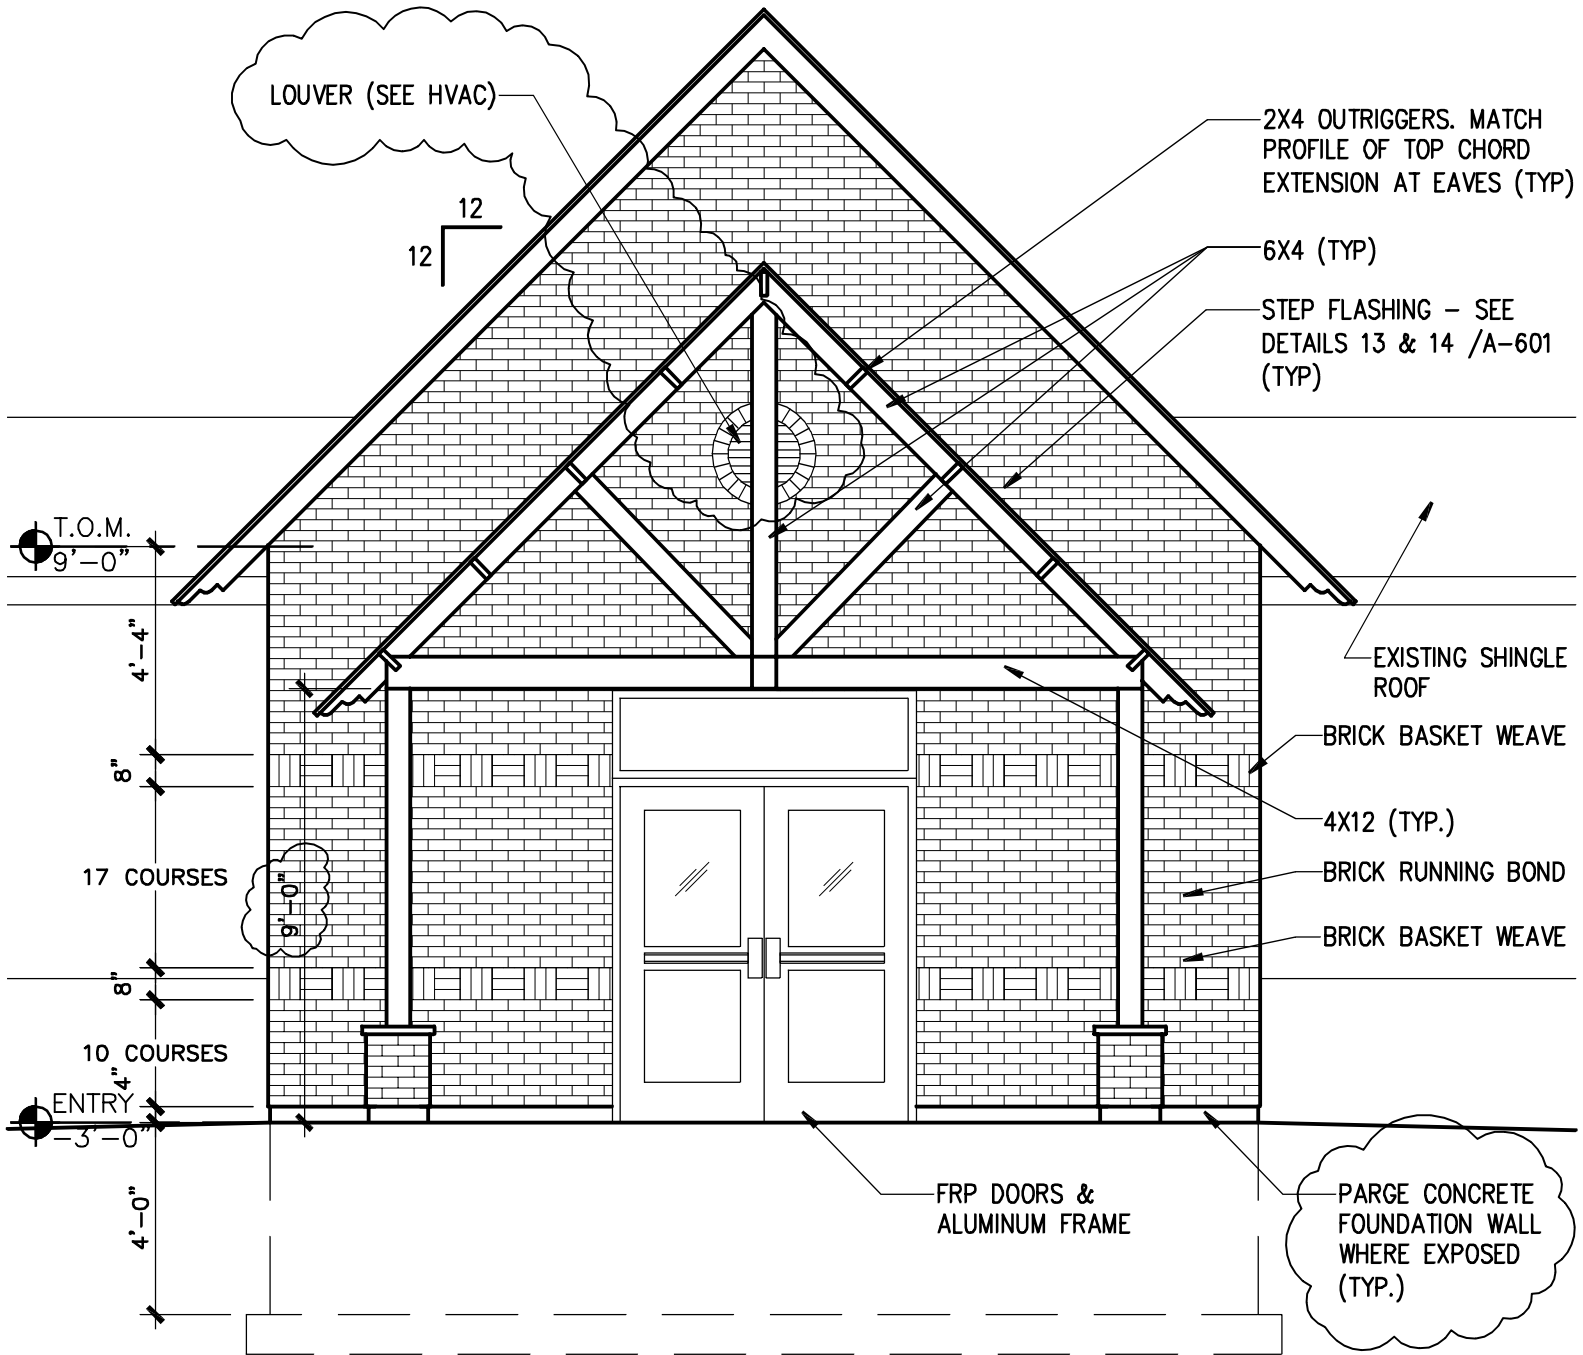 LOUVER (SEE HVAC)
2X4 OUTRIGGERS. MATCH
PROFILE OF TOP CHORD
EXTENSION AT EAVES (TYP)
12
12
6X4 (TYP)
STEP FLASHING – SEE
DETAILS 13 & 14 /A–601
(TYP)
T.O.M.
9'–0"
4'–4"
EXISTING SHINGLE
ROOF
BRICK BASKET WEAVE
8"
4X12 (TYP.)
17 COURSES
9'–0"
BRICK RUNNING BOND
BRICK BASKET WEAVE
8"
10 COURSES
4"
ENTRY
–3'–0"
4'–0"
FRP DOORS &
ALUMINUM FRAME
PARGE CONCRETE
FOUNDATION WALL
WHERE EXPOSED
(TYP.)